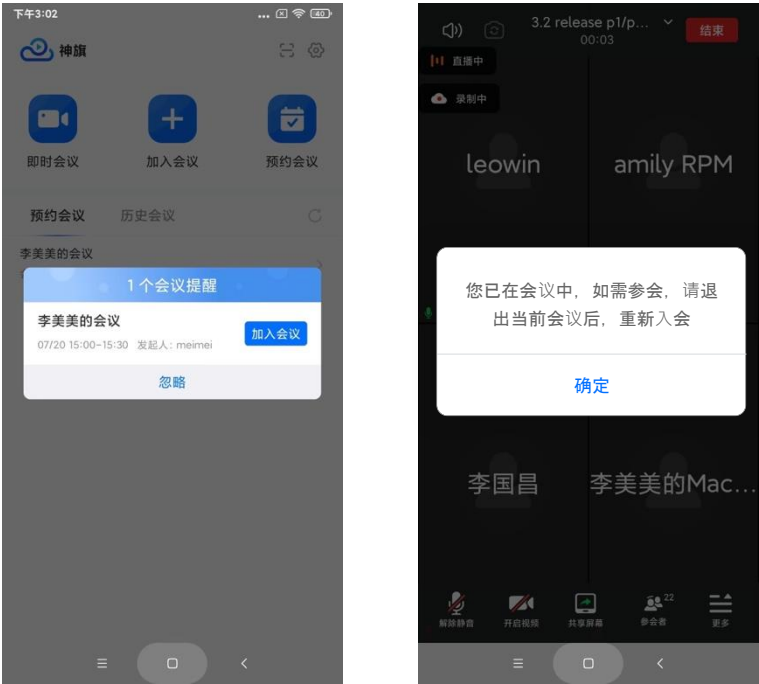 下午3:02
40
神旗
即时会议
加入会议
预约会议
预约会议
历史会议
李美美的会议
1个会议提醒
李美美的会议
07/20 15:00-15:30 发起人: meimei
加入会议
忽略
3.2 release p1/p...
00:03
结束
直播中
录制中
leowin
amily RPM
您已在会议中，如需参会，请退
出当前会议后，重新入会
确定
李国昌
李美美的Mac...
解除静音
开启视频
共享屏幕
22
参会者
更多